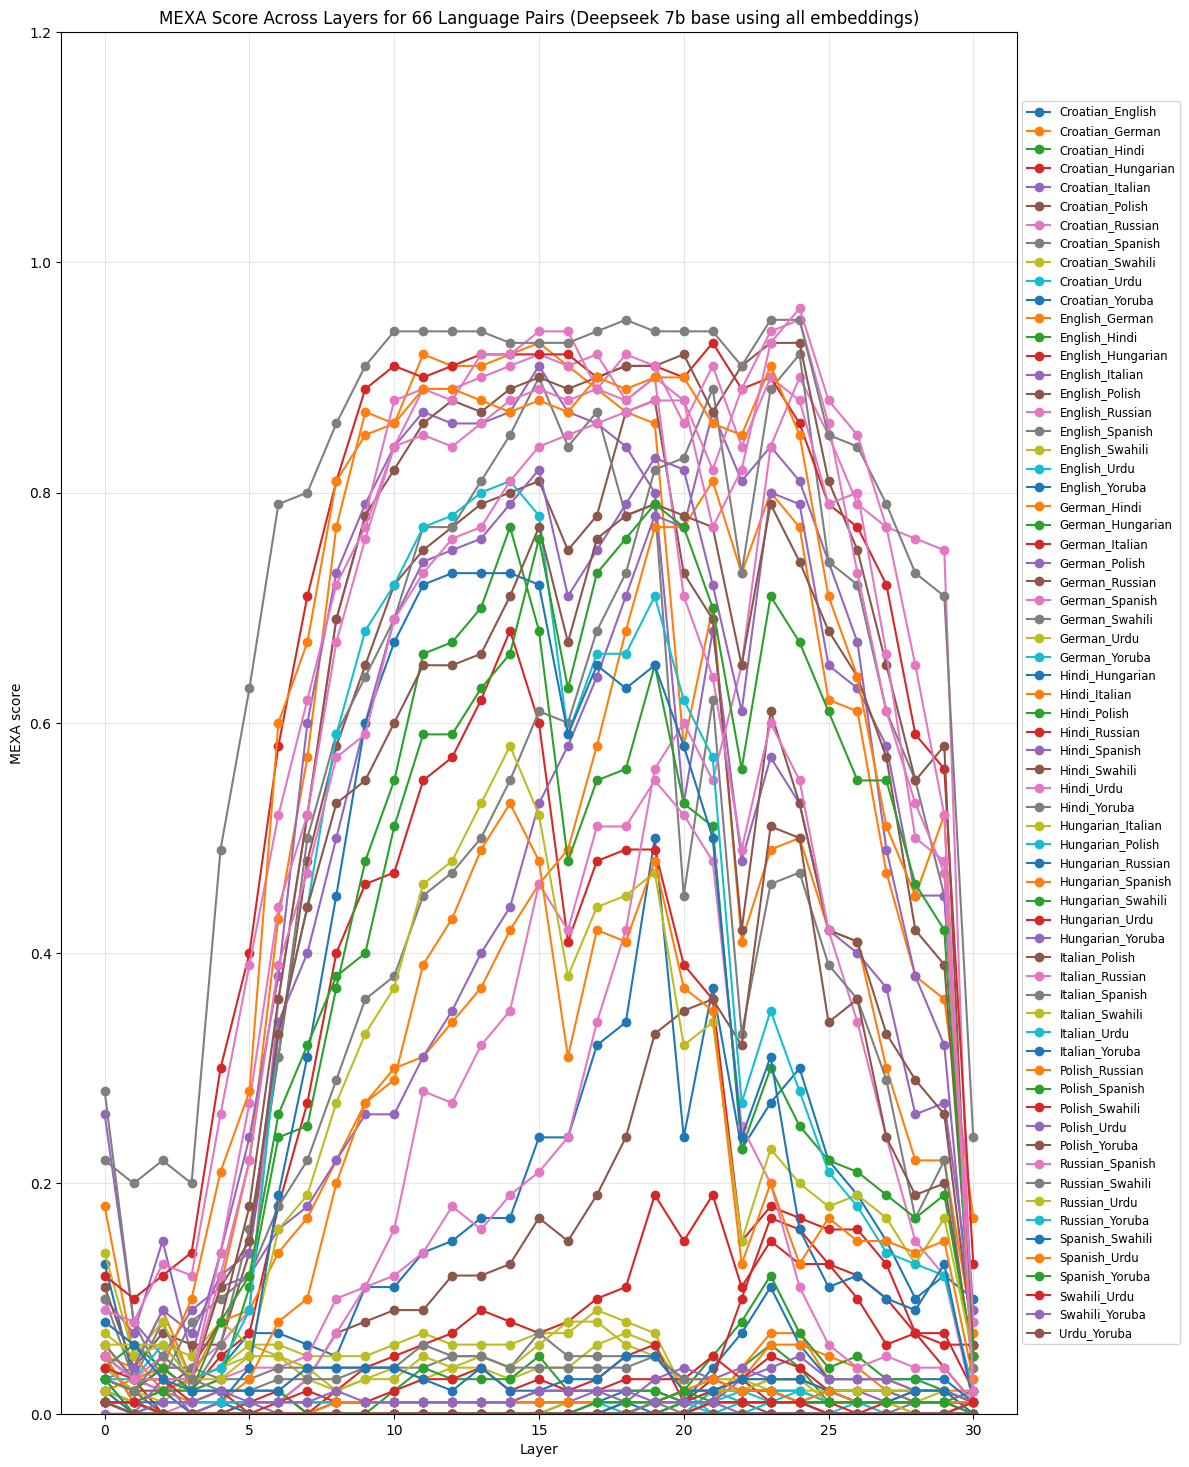 MEXA Score Across Layers for 66 Language Pairs (Deepseek 7b base using all embeddings)
1.2
1.0
0.8
0.6
0.4
0.2
0.0
MEXA score
0
5
10
15
20
25
30
Layer
Croatian_English
Croatian_German
Croatian_Hindi
Croatian_Hungarian
Croatian_Italian
Croatian_Polish
Croatian_Russian
Croatian_Spanish
Croatian_Swahili
Croatian_Urdu
Croatian_Yoruba
English_German
English_Hindi
English_Hungarian
English_Italian
English_Polish
English_Russian
English_Spanish
English_Swahili
English_Urdu
English_Yoruba
German_Hindi
German_Hungarian
German_Italian
German_Polish
German_Russian
German_Spanish
German_Swahili
German_Urdu
German_Yoruba
Hindi_Hungarian
Hindi_Italian
Hindi_Polish
Hindi_Russian
Hindi_Spanish
Hindi_Swahili
Hindi_Urdu
Hindi_Yoruba
Hungarian_Italian
Hungarian_Polish
Hungarian_Russian
Hungarian_Spanish
Hungarian_Swahili
Hungarian_Urdu
Hungarian_Yoruba
Italian_Polish
Italian_Russian
Italian_Spanish
Italian_Swahili
Italian_Urdu
Italian_Yoruba
Polish_Russian
Polish_Spanish
Polish_Swahili
Polish_Urdu
Polish_Yoruba
Russian_Spanish
Russian_Swahili
Russian_Urdu
Russian_Yoruba
Spanish_Swahili
Spanish_Urdu
Spanish_Yoruba
Swahili_Urdu
Swahili_Yoruba
Urdu_Yoruba